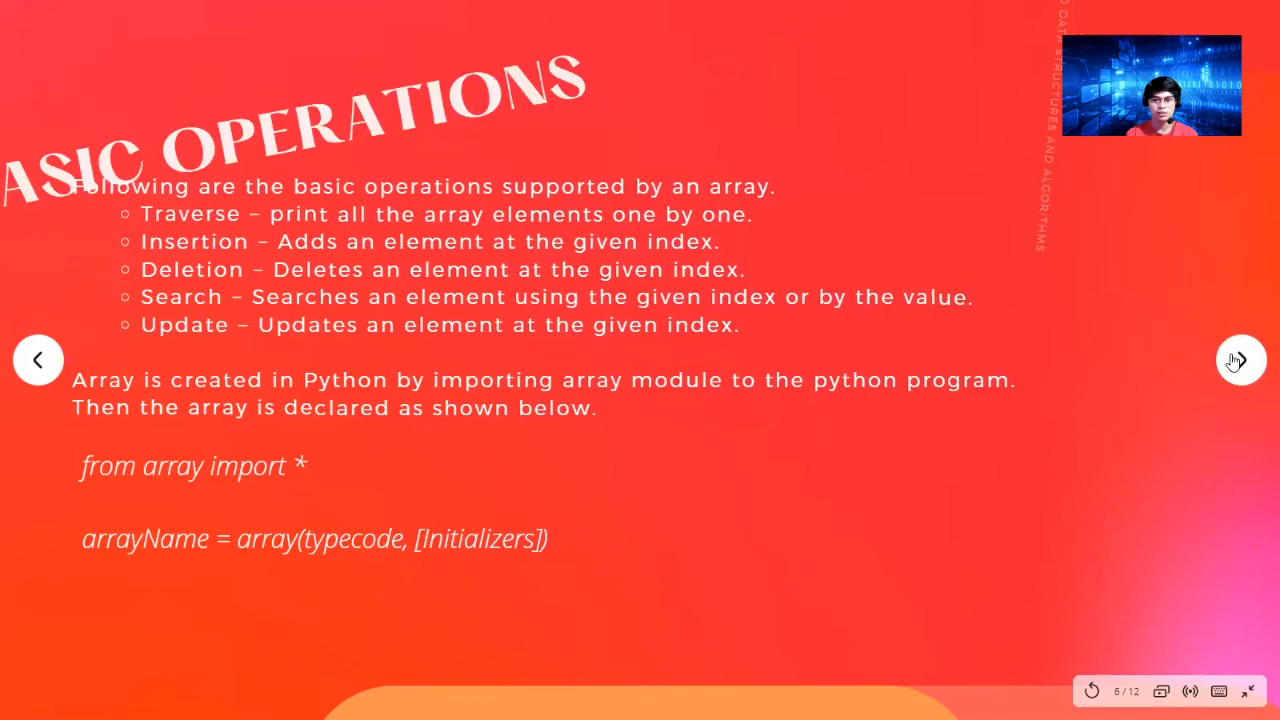 ASIC OPERATIONS
Following are the basic operations supported by an array.
Traverse – print all the array elements one by one.
Insertion – Adds an element at the given index.
Deletion – Deletes an element at the given index.
Search – Searches an element using the given index or by the value.
Update – Updates an element at the given index.
Array is created in Python by importing array module to the python program.
Then the array is declared as shown below.
from array import *
arrayName = array(typecode, [Initializers])
DATA STRUCTURES AND ALGORITHMS
6 / 12